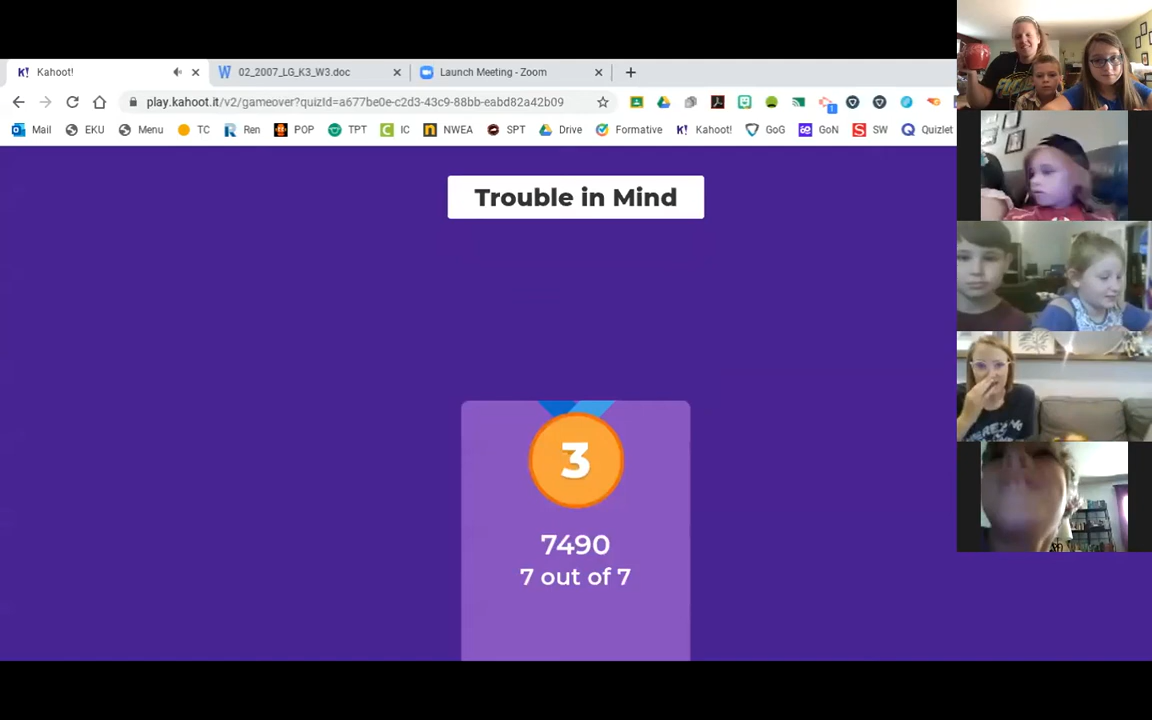 K! Kahoot!
W 02_2007_LG_K3_W3.doc
Launch Meeting - Zoom
play.kahoot.it/v2/gameover?quizId=a677be0e-c2d3-43c9-88bb-eabd82a42b09
Mail EKU Menu TC Ren POP TPT IC NWEA SPT Drive Formative K! Kahoot! GoG GoN SW Quizlet
Trouble in Mind
3
7490
7 out of 7